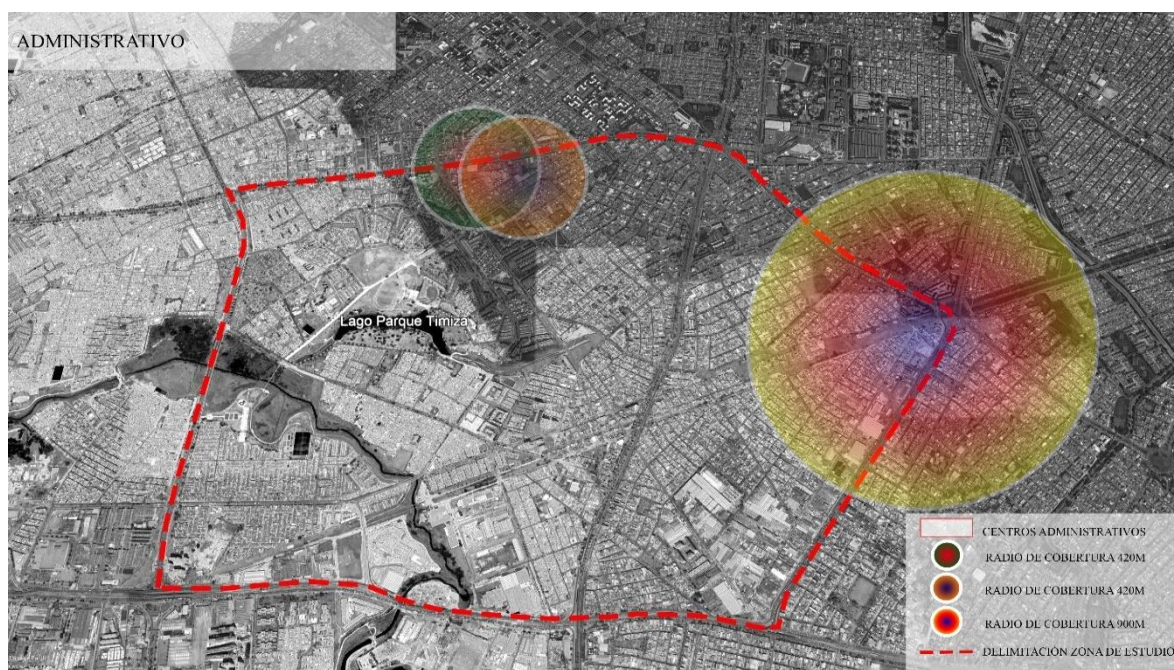 ADMINISTRATIVO
Lago Parque Timiza
CENTROS ADMINISTRATIVOS
RADIO DE COBERTURA 420M
RADIO DE COBERTURA 420M
RADIO DE COBERTURA 900M
DELIMITACIÓN ZONA DE ESTUDIO